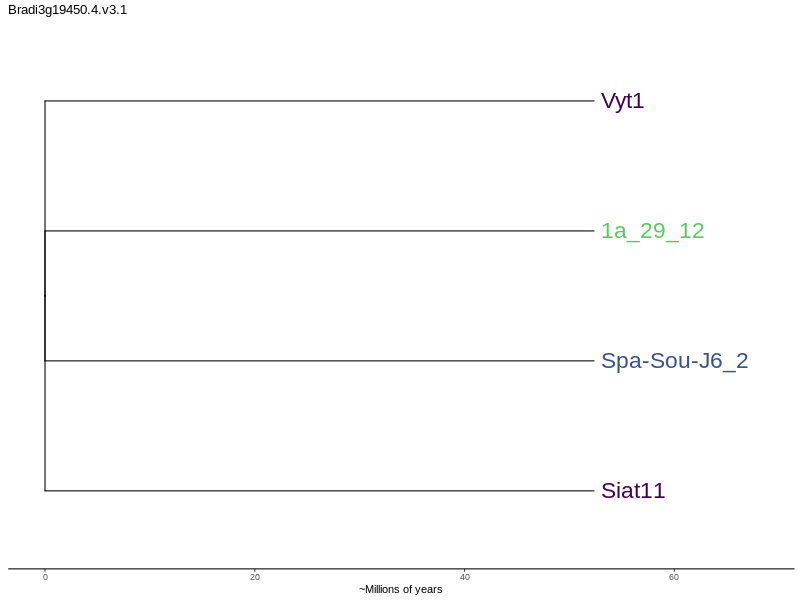 Bradi3g19450.4.v3.1
Vyt1
1a_29_12
Spa-Sou-J6_2
Siat11
0 20 40 60
~Millions of years